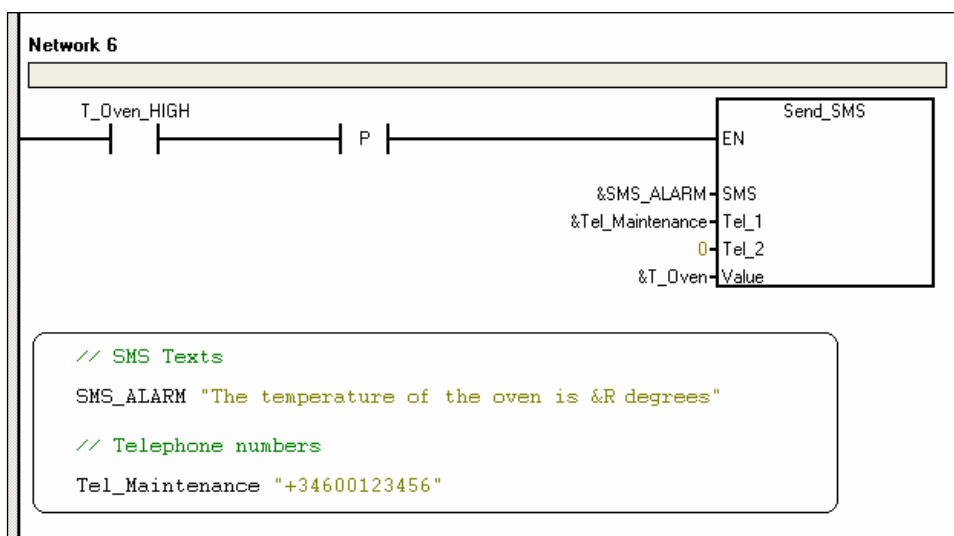 Network 6
T_Oven_HIGH
Send_SMS
P
EN
&SMS_ALARM SMS
&Tel_Maintenance Tel_1
0 Tel_2
&T_Oven Value
// SMS Texts
SMS_ALARM "The temperature of the oven is &R degrees"
// Telephone numbers
Tel_Maintenance "+34600123456"